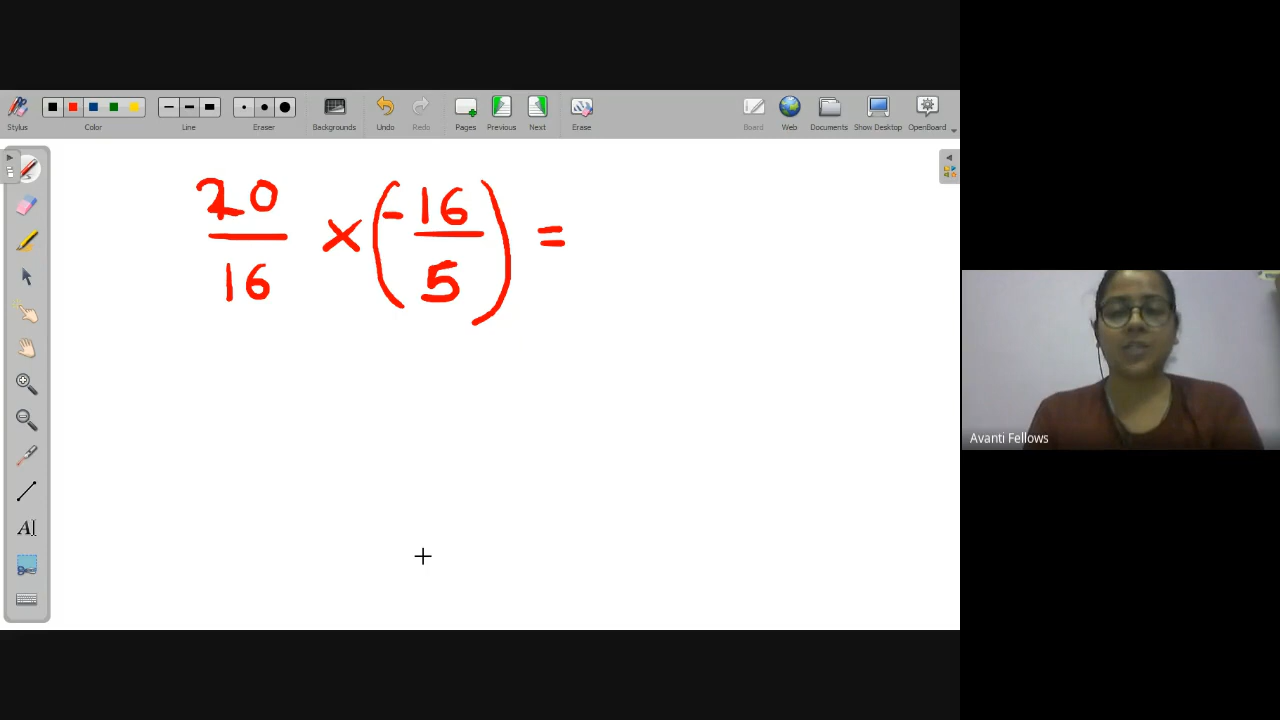 Stylus Color Line Eraser Backgrounds Undo Redo Pages Previous Next Erase Board Web Documents Show Desktop OpenBoard
20/16 × (-16/5) =
A
Avanti Fellows